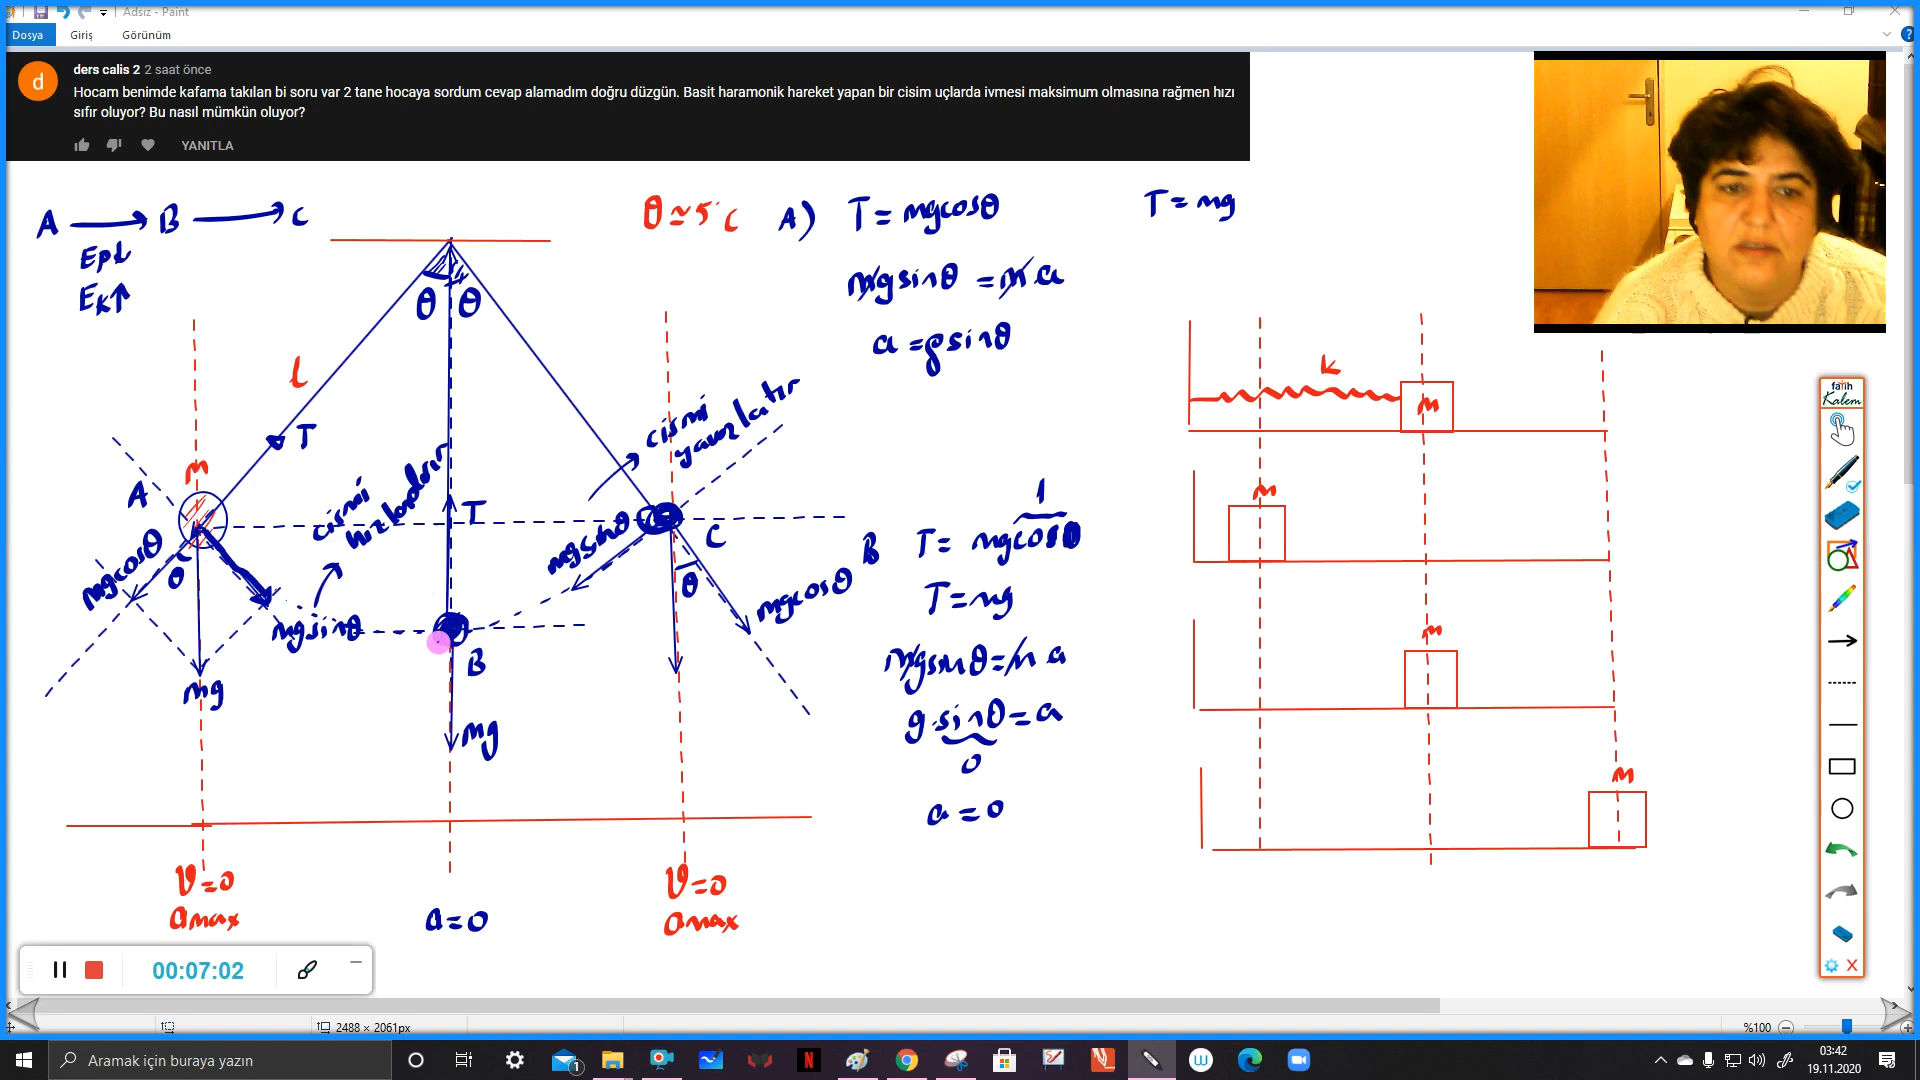 Adsız - Paint
Dosya Giriş Görünüm
ders calis 2 2 saat önce
Hocam benimde kafama takılan bi soru var 2 tane hocaya sordum cevap alamadım doğru düzgün. Basit haramonik hareket yapan bir cisim uçlarda ivmesi maksimum olmasına rağmen hızı
sıfır oluyor? Bu nasıl mümkün oluyor?
YANITLA
d
A → B → C
Ep↓
Ek↑
θ θ
l
T
m
A
mgcosθ
θ
mg
mgsinθ
cismi
hızlandırır
T
B
mg
cismi
yavaşlatır
mgsinθ
C
θ
mgcosθ
V=0
amax
a=0
V=0
amax
θ≃5°C
A) T=mgcosθ
mgsinθ=ma
a=gsinθ
T=mg
1
B T=mgcosθ
T=mg
mgsinθ=ma
g.sinθ=a
0
a=0
k
m
m
m
m
fatih
Kalem
00:07:02
2488 × 2061px
%100
Aramak için buraya yazın
1
03:42
19.11.2020